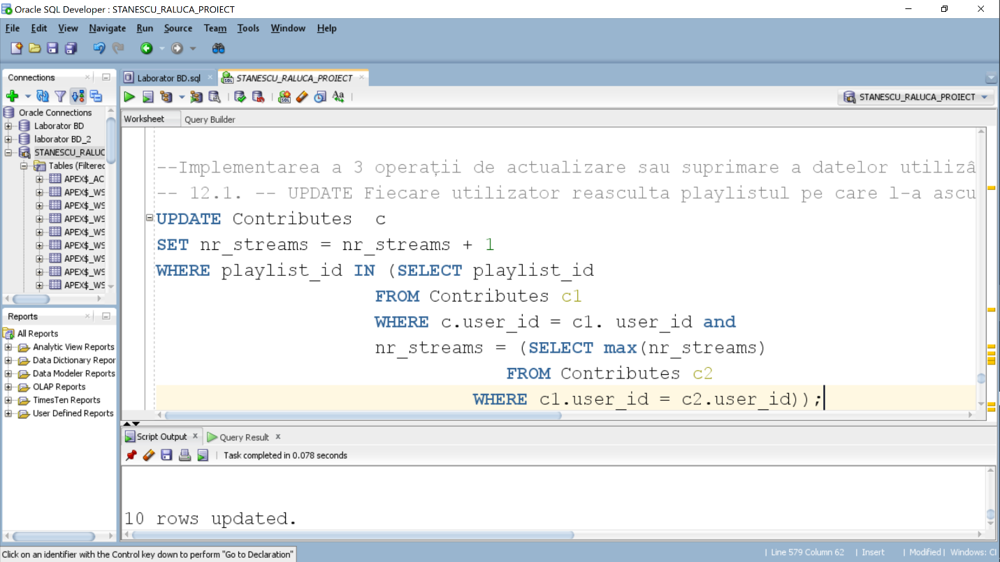 Oracle SQL Developer : STANESCU_RALUCA_PROIECT
File Edit View Navigate Run Source Team Tools Window Help
Connections
Laborator BD.sql
STANESCU_RALUCA_PROIECT
STANESCU_RALUCA_PROIECT
Oracle Connections
Laborator BD
laborator BD_2
STANESCU_RALUC
Tables (Filtered
APEX$_AC
APEX$_WS
APEX$_WS
APEX$_WS
APEX$_WS
APEX$_WS
APEX$_WS
APEX$_WS
APEX$_WS
Worksheet Query Builder
--Implementarea a 3 operații de actualizare sau suprimare a datelor utilizâ
-- 12.1. -- UPDATE Fiecare utilizator reasculta playlistul pe care l-a ascu
UPDATE Contributes  c
SET nr_streams = nr_streams + 1
WHERE playlist_id IN (SELECT playlist_id
FROM Contributes c1
WHERE c.user_id = c1. user_id and
nr_streams = (SELECT max(nr_streams)
FROM Contributes c2
WHERE c1.user_id = c2.user_id));
Reports
All Reports
Analytic View Reports
Data Dictionary Repor
Data Modeler Reports
OLAP Reports
TimesTen Reports
User Defined Reports
Script Output x Query Result x
Task completed in 0.078 seconds
10 rows updated.
Click on an identifier with the Control key down to perform "Go to Declaration"
| Line 579 Column 62 | Insert | Modified | Windows: Cl